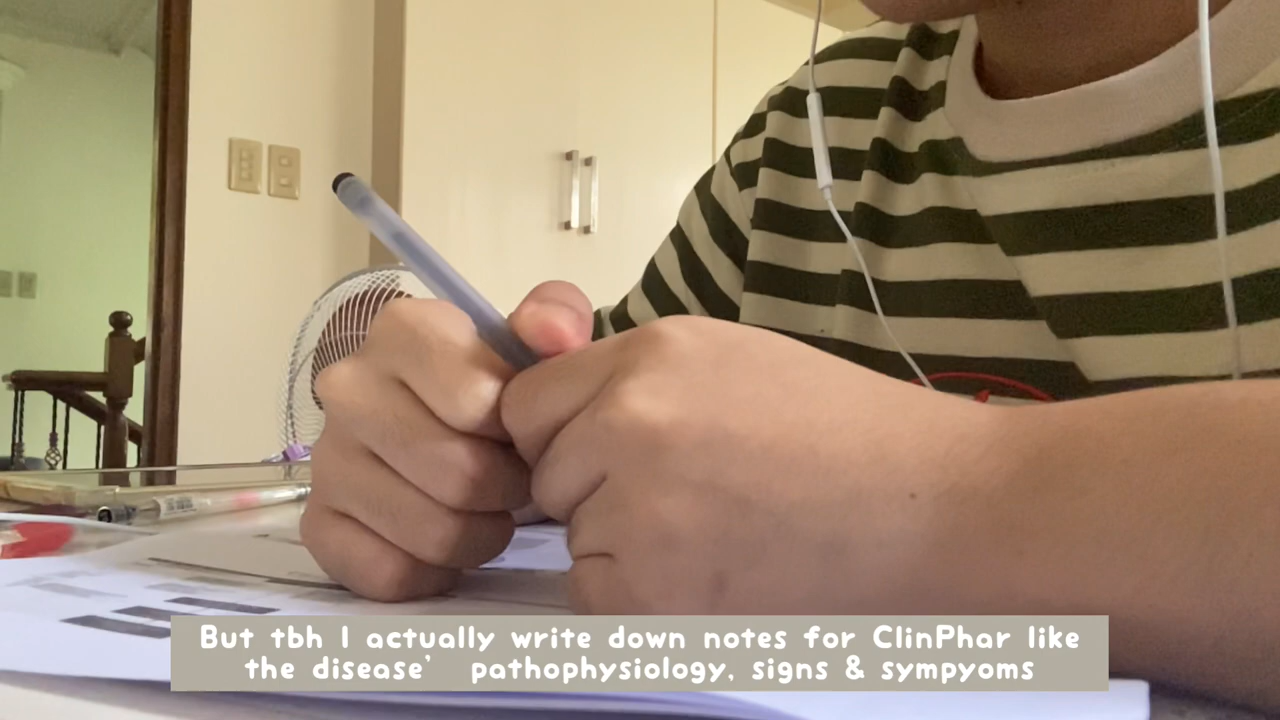 But tbh I actually write down notes for ClinPhar like
the disease' pathophysiology, signs & sympyoms